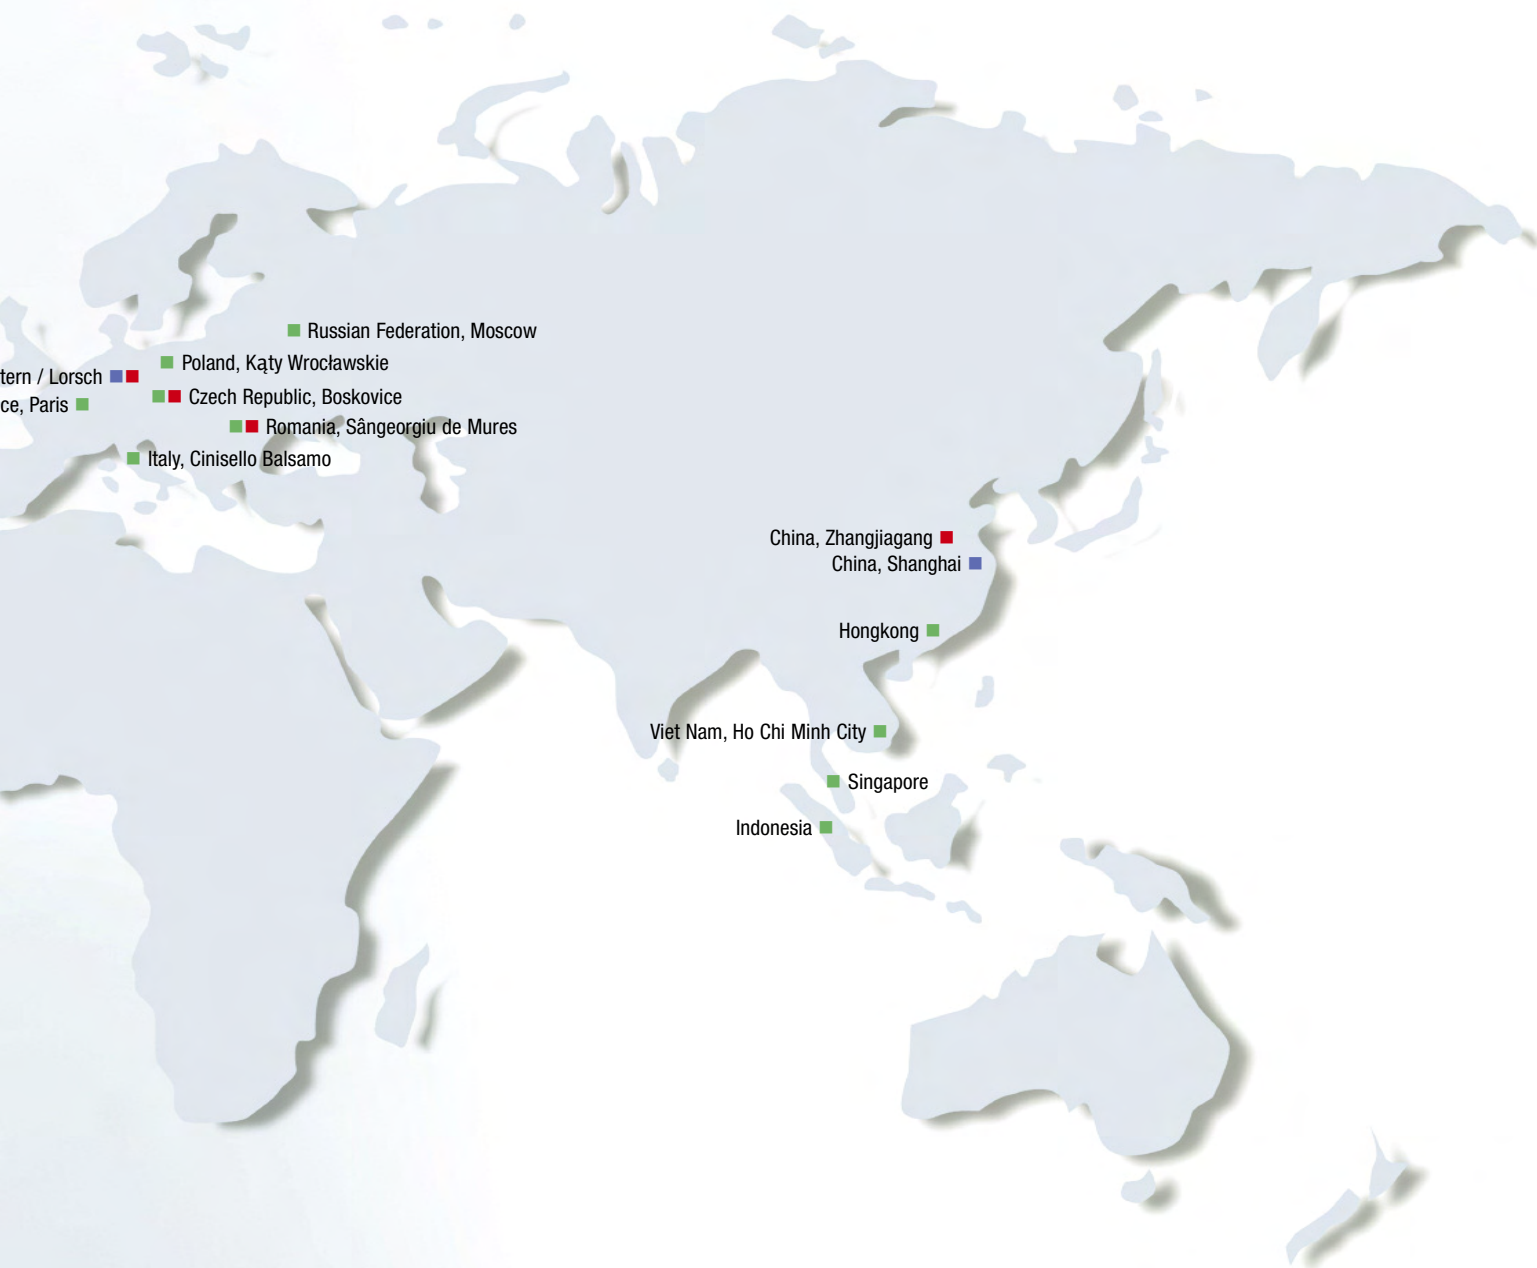 Russian Federation, Moscow
Poland, Kąty Wrocławskie
tern / Lorsch
Czech Republic, Boskovice
ce, Paris
Romania, Sângeorgiu de Mures
Italy, Cinisello Balsamo
China, Zhangjiagang
China, Shanghai
Hongkong
Viet Nam, Ho Chi Minh City
Singapore
Indonesia